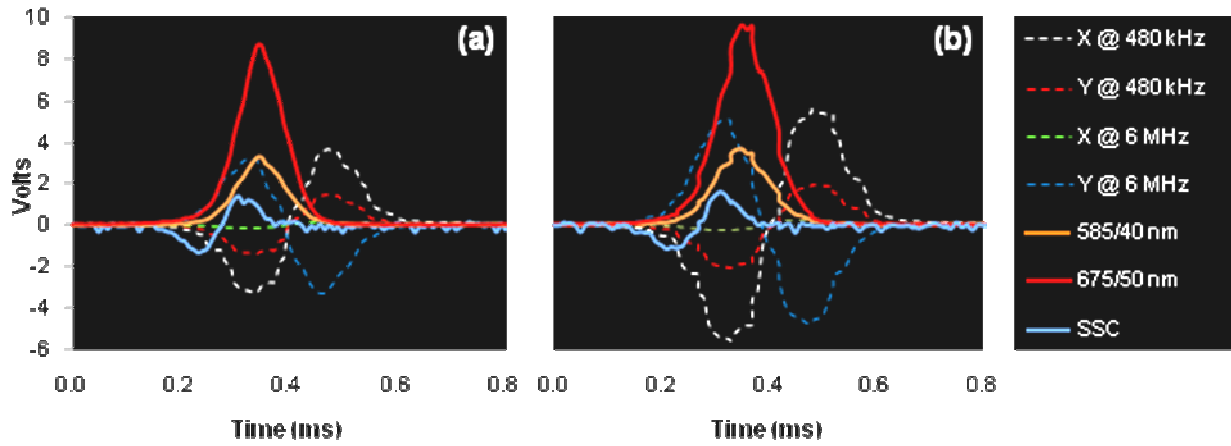 10
8
6
4
2
0
-2
-4
-6
Volts
(a)
(b)
0.0 0.2 0.4 0.6 0.8
0.0 0.2 0.4 0.6 0.8
Time (ms)
Time (ms)
X @ 480 kHz
Y @ 480 kHz
X @ 6 MHz
Y @ 6 MHz
585/40 nm
675/50 nm
SSC